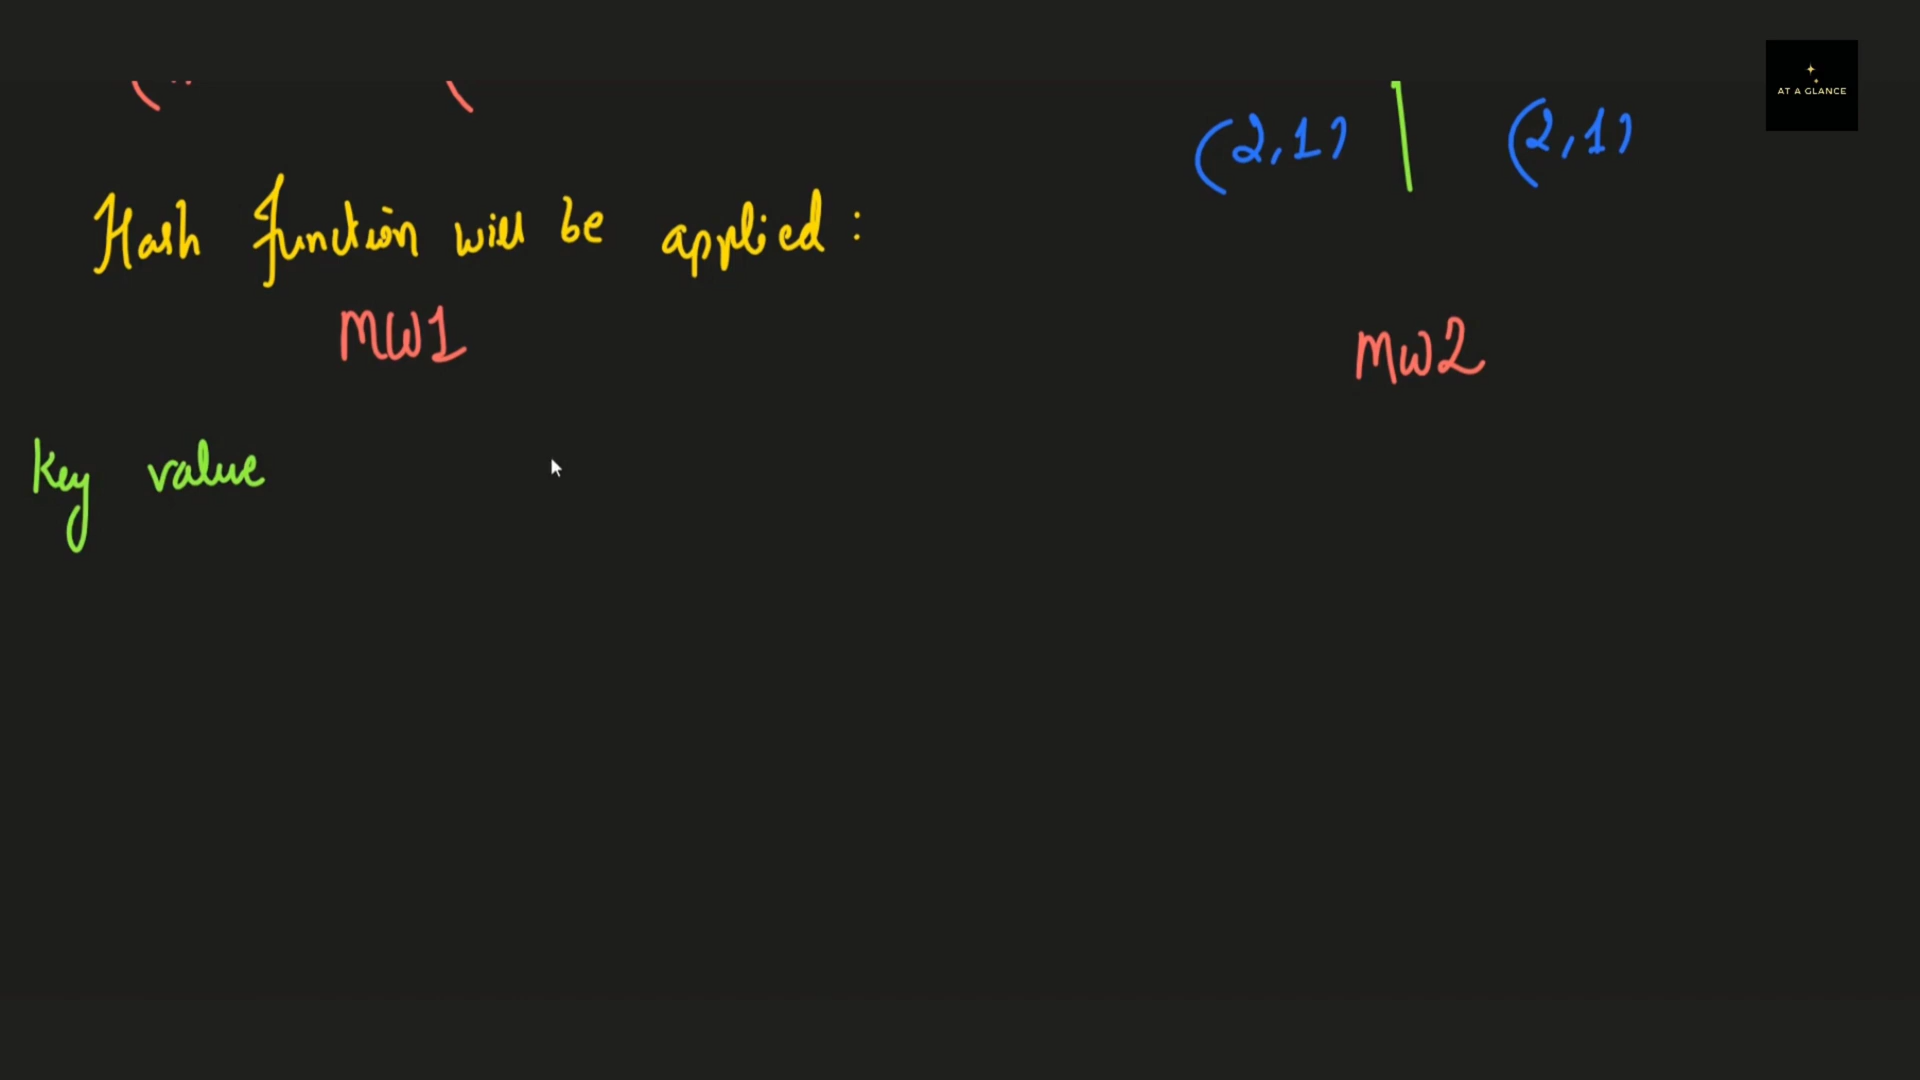 AT A GLANCE
(2,1) (2,1)
Hash function will be applied :
MW1
MW2
Key value